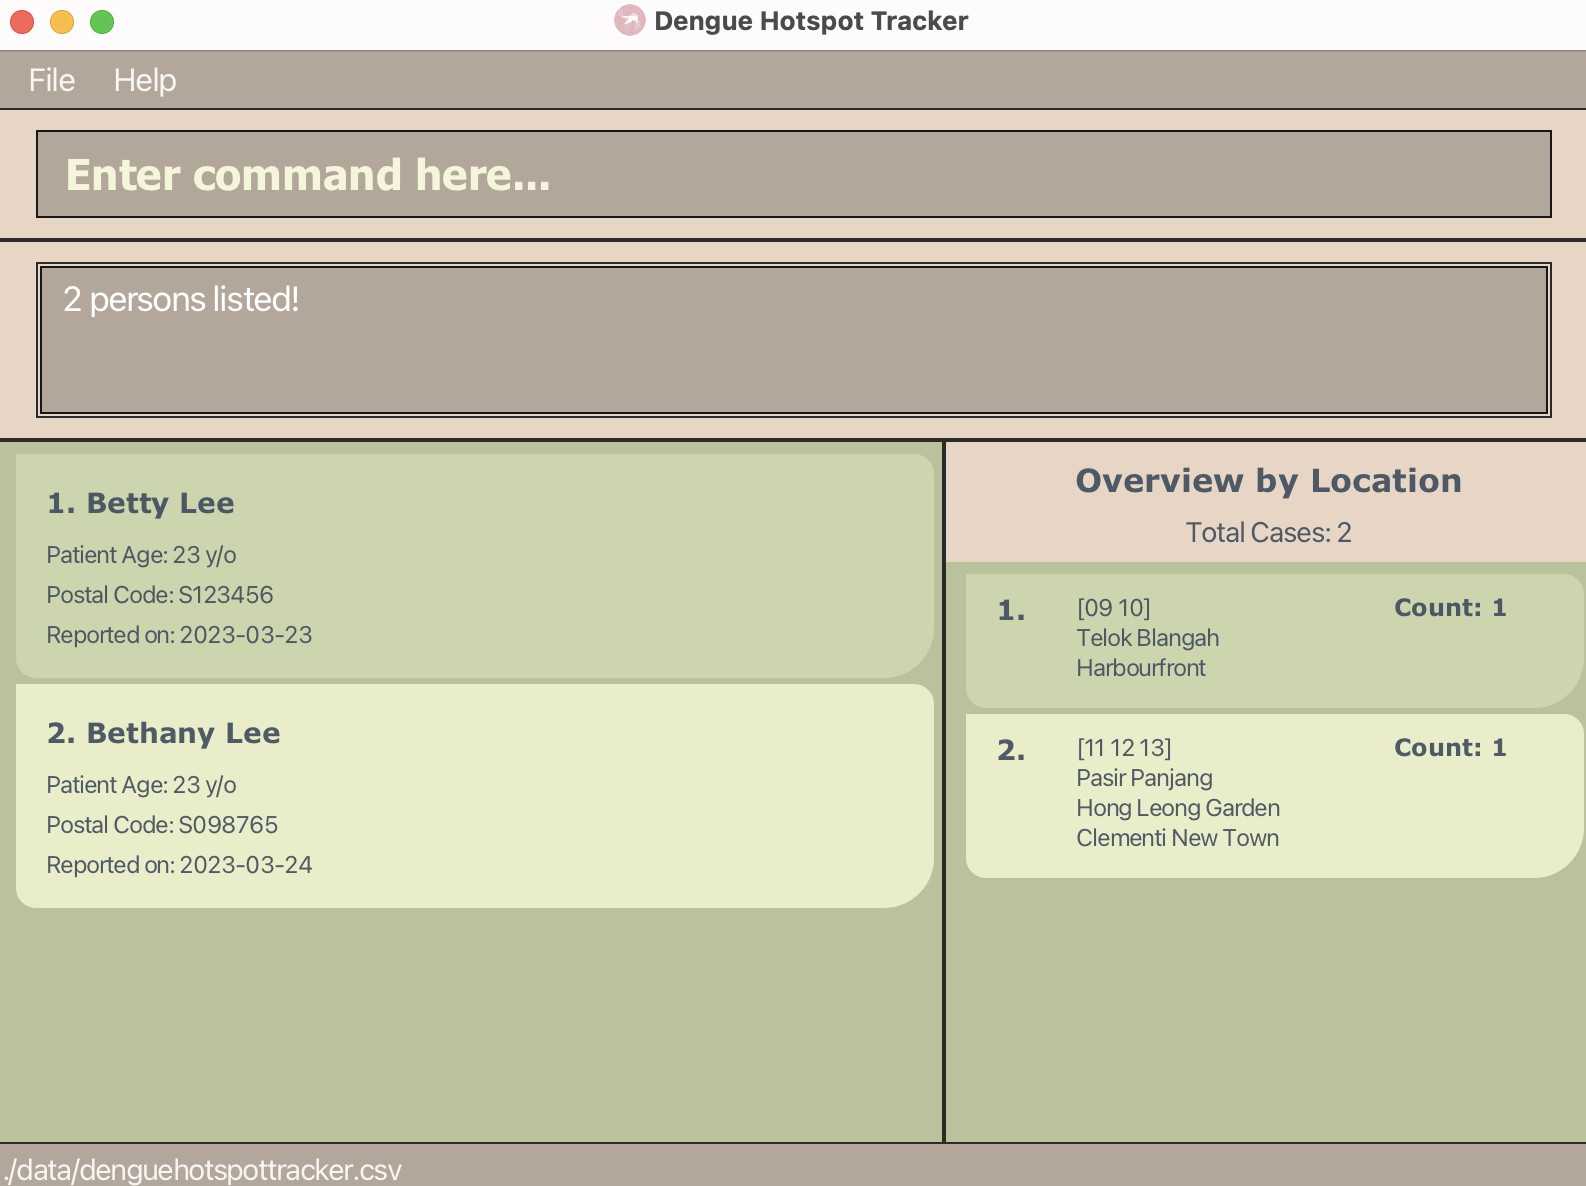 Dengue Hotspot Tracker
File Help
Enter command here...
2 persons listed!
1. Betty Lee
Patient Age: 23 y/o
Postal Code: S123456
Reported on: 2023-03-23
2. Bethany Lee
Patient Age: 23 y/o
Postal Code: S098765
Reported on: 2023-03-24
Overview by Location
Total Cases: 2
1. [09 10] Count: 1
Telok Blangah
Harbourfront
2. [11 12 13] Count: 1
Pasir Panjang
Hong Leong Garden
Clementi New Town
./data/denguehotspottracker.csv